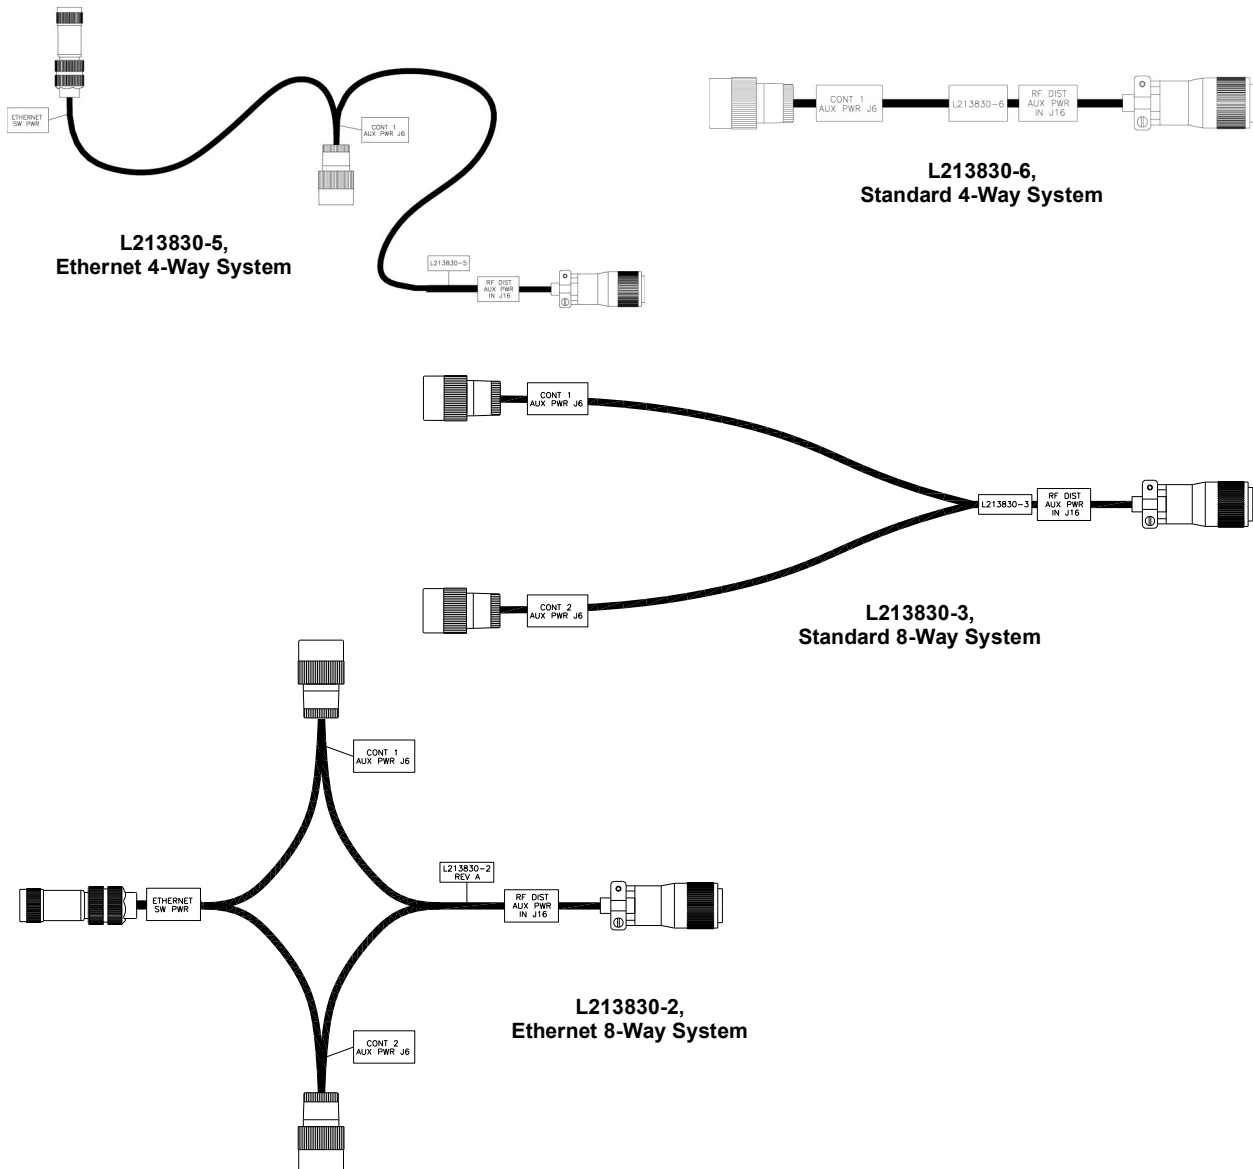 ETHERNET
SW PWR
CONT 1
AUX PWR J6
L213830-5
RF DIST
AUX PWR
IN J16
L213830-5,
Ethernet 4-Way System
CONT 1
AUX PWR J6
L213830-6
RF DIST
AUX PWR
IN J16
L213830-6,
Standard 4-Way System
CONT 1
AUX PWR J6
CONT 2
AUX PWR J6
L213830-3
RF DIST
AUX PWR
IN J16
L213830-3,
Standard 8-Way System
CONT 1
AUX PWR J6
ETHERNET
SW PWR
L213830-2
REV A
RF DIST
AUX PWR
IN J16
CONT 2
AUX PWR J6
L213830-2,
Ethernet 8-Way System